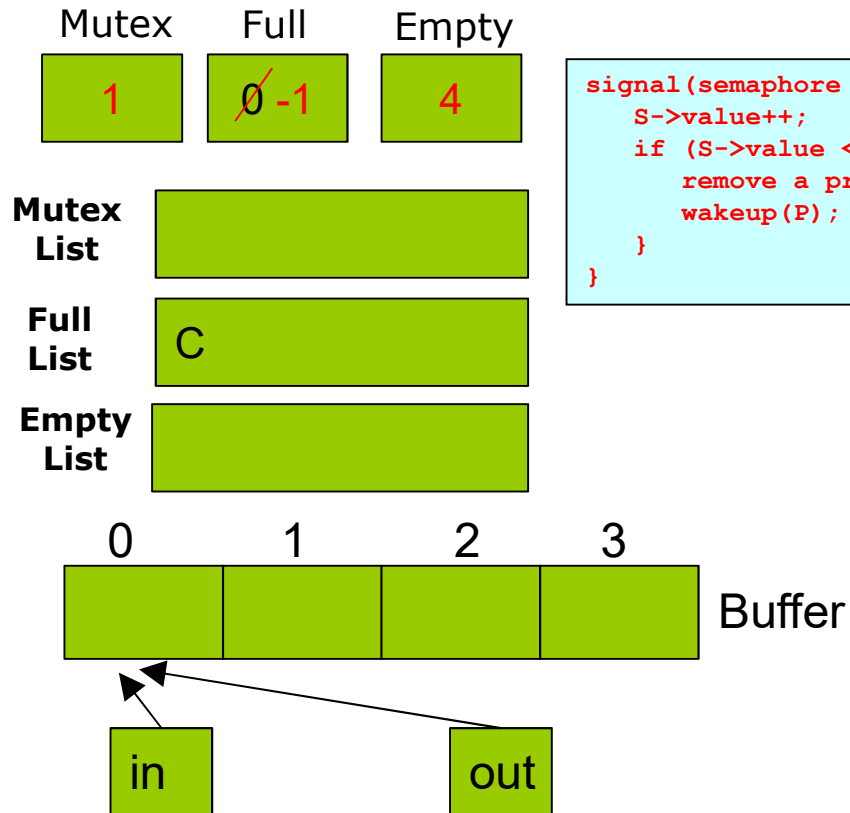 Mutex Full Empty
1 0 -1 4
signal(semaphore
S->value++;
if (S->value <
remove a pr
wakeup(P);
}
}
Mutex
List
Full
List
C
Empty
List
0 1 2 3
Buffer
in out